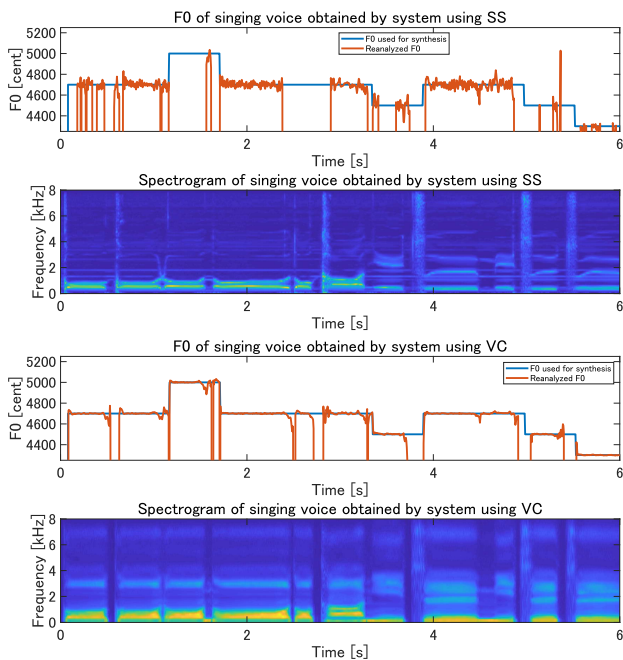 F0 of singing voice obtained by system using SS
F0 [cent]
5200
5000
4800
4600
4400
F0 used for synthesis
Reanalyzed F0
0 2 4 6
Time [s]
Spectrogram of singing voice obtained by system using SS
Frequency [kHz]
8
6
4
2
0
0 2 4 6
Time [s]
F0 of singing voice obtained by system using VC
F0 [cent]
5200
5000
4800
4600
4400
F0 used for synthesis
Reanalyzed F0
0 2 4 6
Time [s]
Spectrogram of singing voice obtained by system using VC
Frequency [kHz]
8
6
4
2
0
0 2 4 6
Time [s]